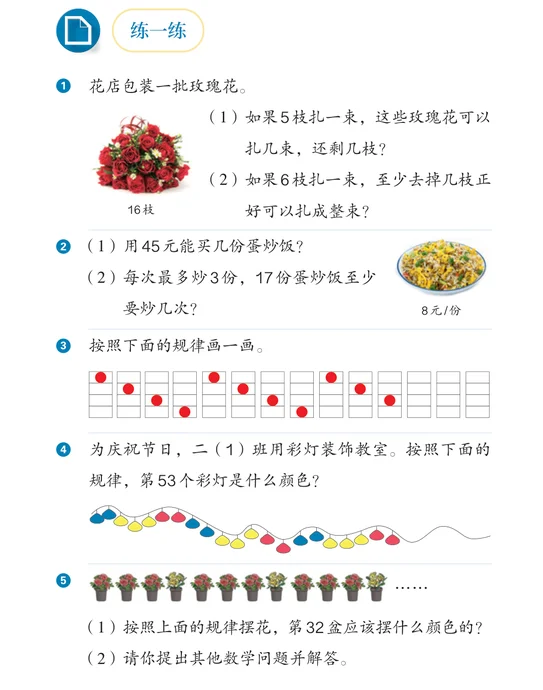 练一练
1 花店包装一批玫瑰花。
(1)如果5枝扎一束，这些玫瑰花可以
扎几束，还剩几枝？
(2)如果6枝扎一束，至少去掉几枝正
好可以扎成整束？
16枝
2 (1)用45元能买几份蛋炒饭？
(2)每次最多炒3份，17份蛋炒饭至少
要炒几次？
8元/份
3 按照下面的规律画一画。
4 为庆祝节日，二(1)班用彩灯装饰教室。按照下面的
规律，第53个彩灯是什么颜色？
5 ……
(1)按照上面的规律摆花，第32盆应该摆什么颜色的？
(2)请你提出其他数学问题并解答。